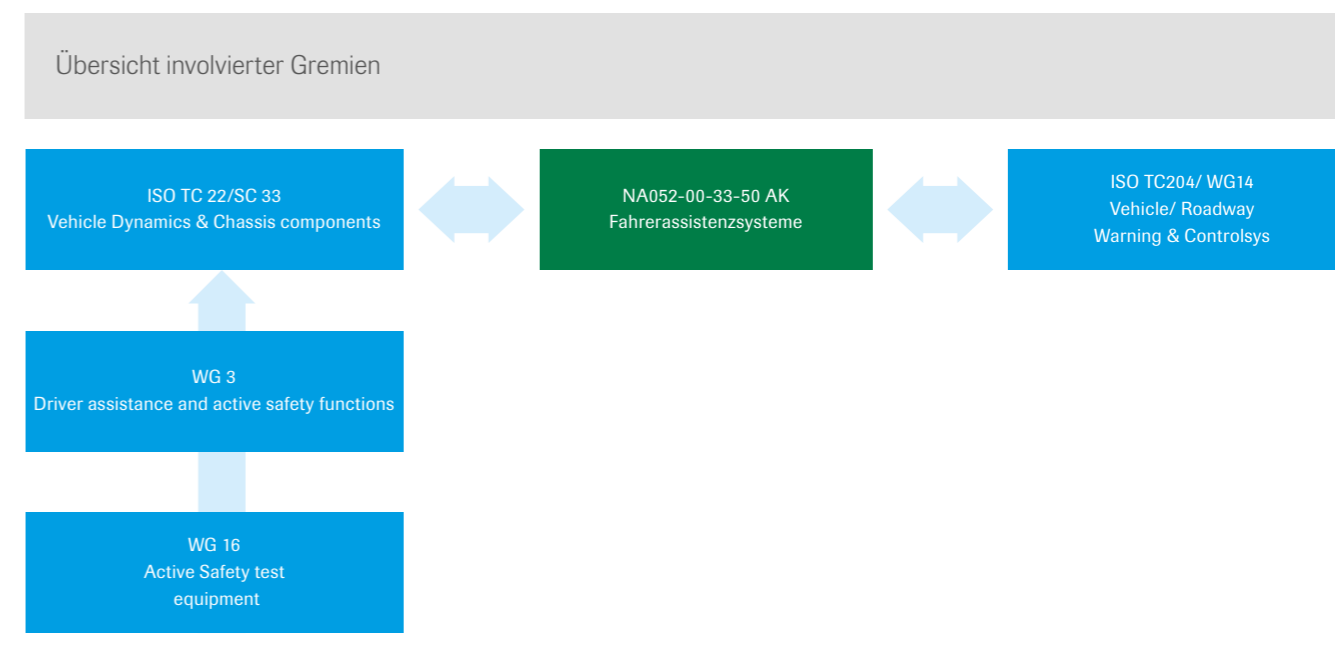 Übersicht involvierter Gremien
ISO TC 22/SC 33
Vehicle Dynamics & Chassis components
NA052-00-33-50 AK
Fahrerassistenzsysteme
ISO TC204/ WG14
Vehicle/ Roadway
Warning & Controlsys
WG 3
Driver assistance and active safety functions
WG 16
Active Safety test
equipment